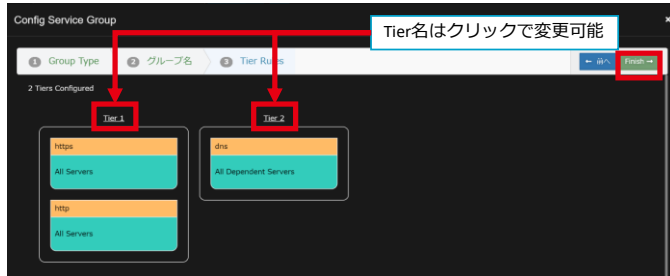 Config Service Group
×
Tier名はクリックで変更可能
1 Group Type
2 グループ名
3 Tier Rules
← 前へ
Finish →
2 Tiers Configured
Tier 1
Tier 2
https
All Servers
dns
All Dependent Servers
http
All Servers